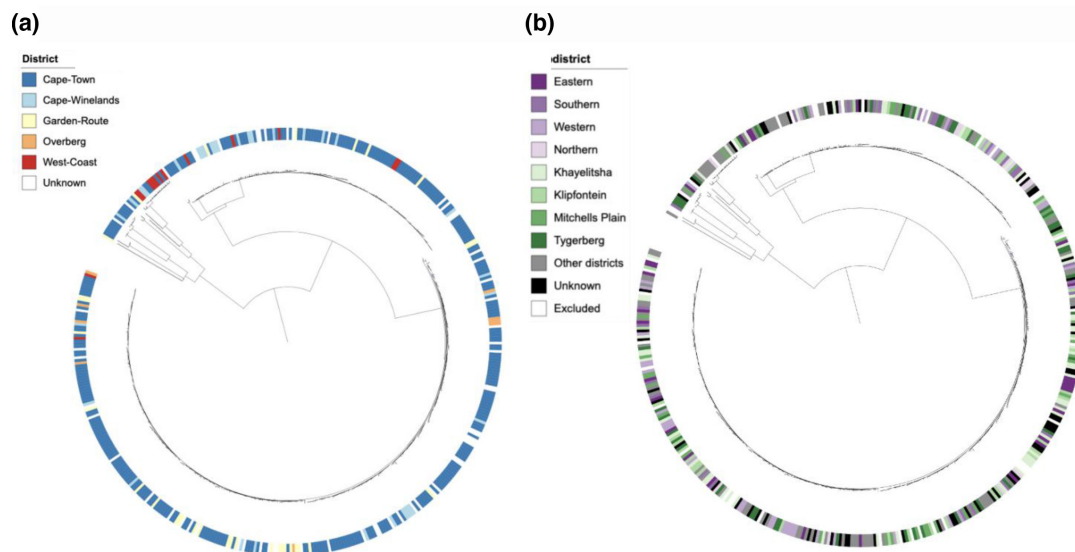 (a)
District
Cape-Town
Cape-Winelands
Garden-Route
Overberg
West-Coast
Unknown
(b)
odistrict
Eastern
Southern
Western
Northern
Khayelitsha
Klipfontein
Mitchells Plain
Tygerberg
Other districts
Unknown
Excluded